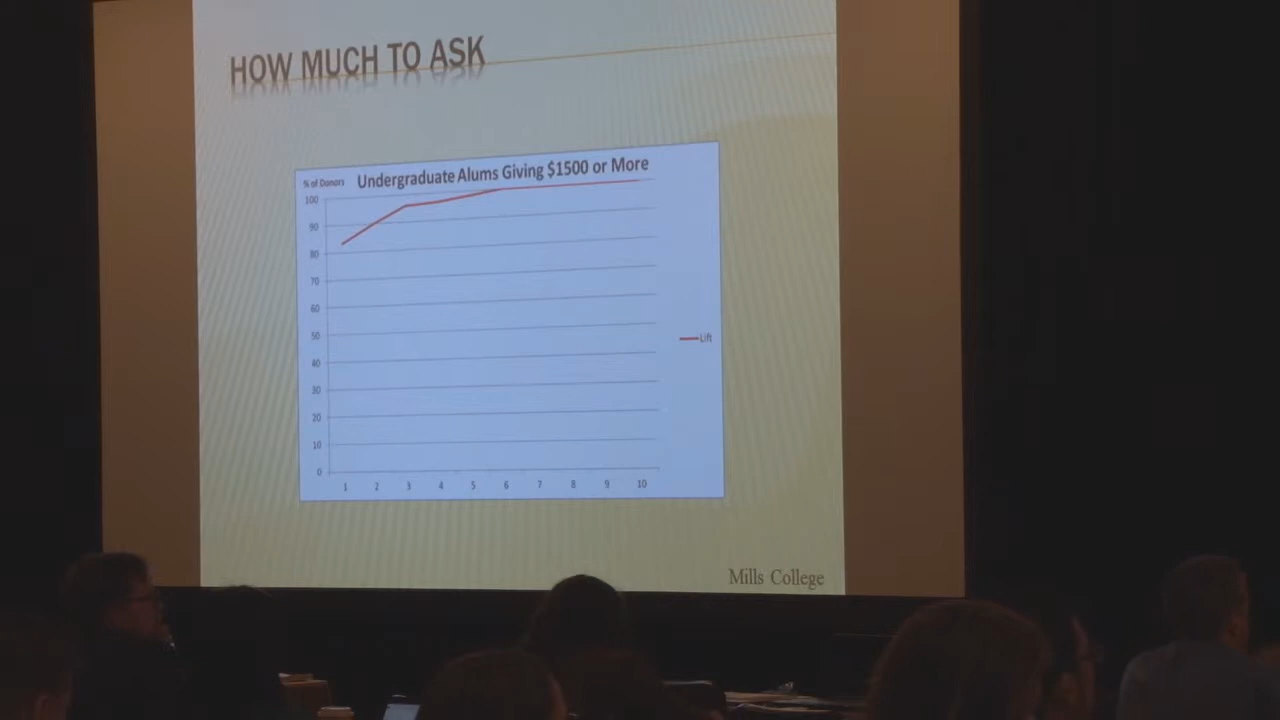 HOW MUCH TO ASK
% of Donors Undergraduate Alums Giving $1500 or More
100
90
80
70
60
50
40
30
20
10
0
Lift
1 2 3 4 5 6 7 8 9 10
Mills College